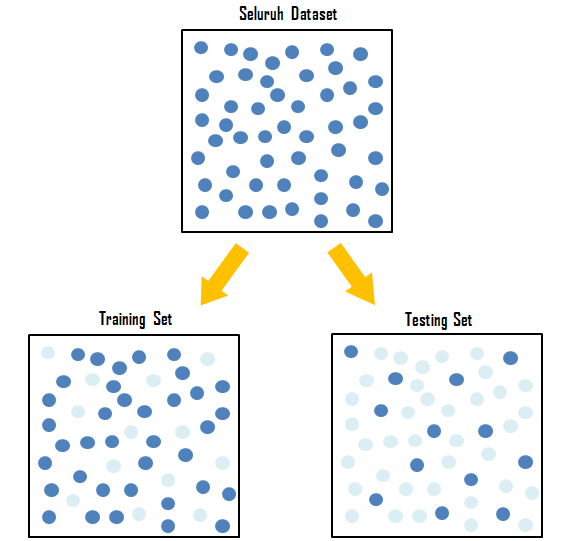 Seluruh Dataset
Training Set
Testing Set